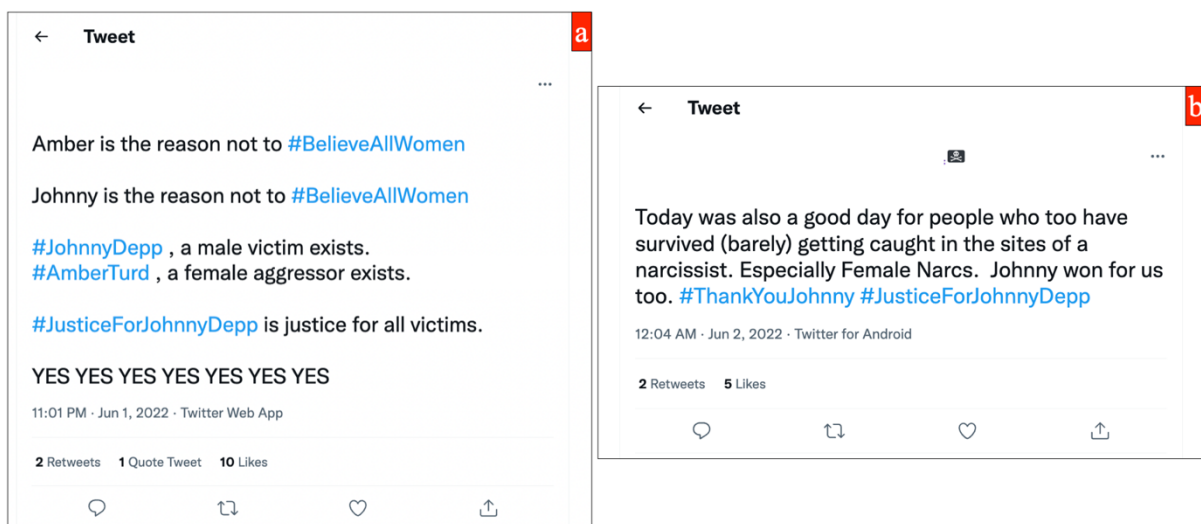 Tweet
a
Amber is the reason not to #BelieveAllWomen
Johnny is the reason not to #BelieveAllWomen
#JohnnyDepp , a male victim exists.
#AmberTurd , a female aggressor exists.
#JusticeForJohnnyDepp is justice for all victims.
YES YES YES YES YES YES YES
11:01 PM · Jun 1, 2022 · Twitter Web App
2 Retweets 1 Quote Tweet 10 Likes
Tweet
b
Today was also a good day for people who too have
survived (barely) getting caught in the sites of a
narcissist. Especially Female Narcs. Johnny won for us
too. #ThankYouJohnny #JusticeForJohnnyDepp
12:04 AM · Jun 2, 2022 · Twitter for Android
2 Retweets 5 Likes